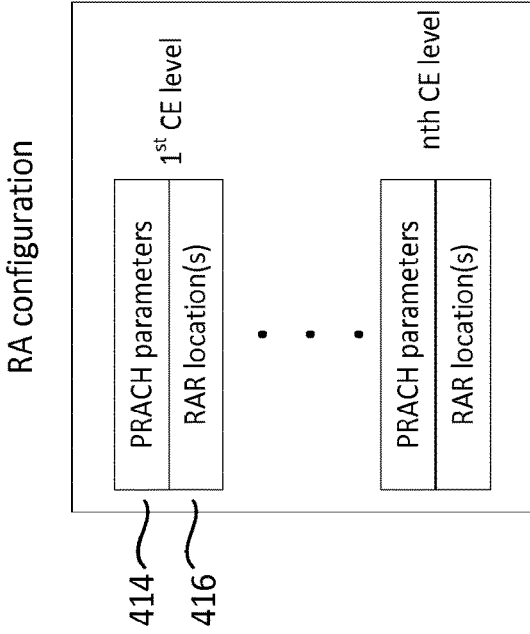 RA configuration
414
PRACH parameters
1st CE level
416
RAR location(s)
PRACH parameters
nth CE level
RAR location(s)